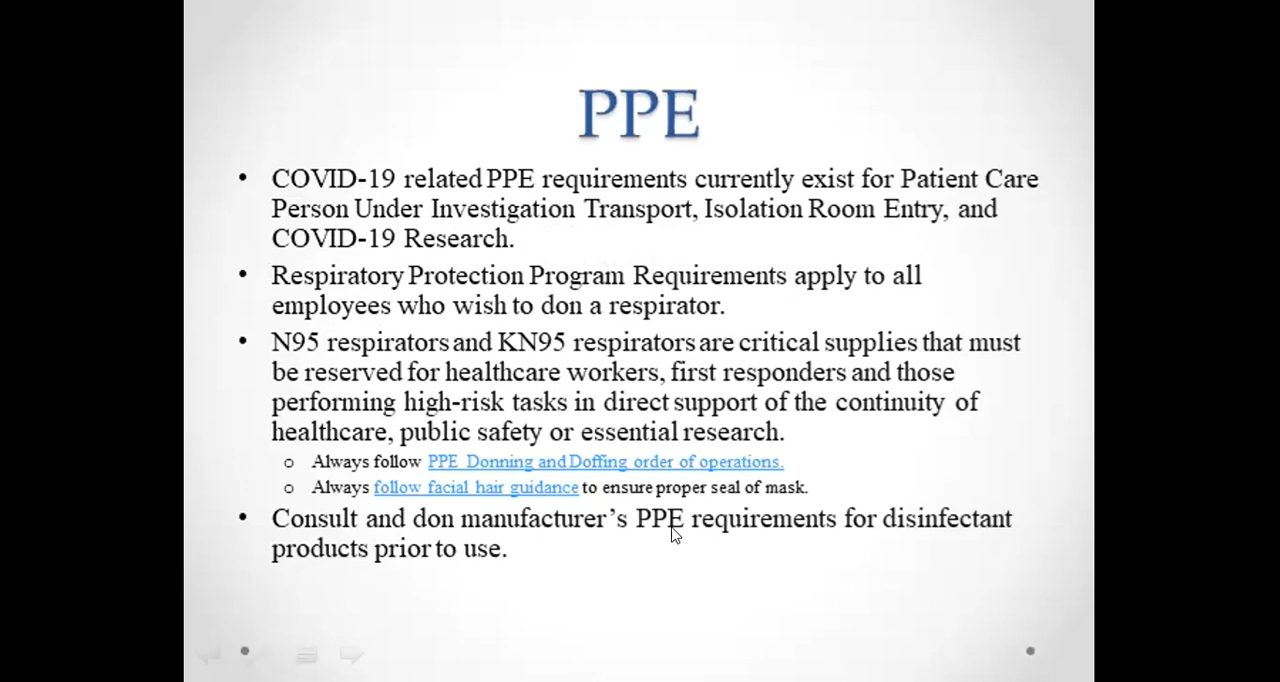 PPE
• COVID-19 related PPE requirements currently exist for Patient Care
Person Under Investigation Transport, Isolation Room Entry, and
COVID-19 Research.
• Respiratory Protection Program Requirements apply to all
employees who wish to don a respirator.
• N95 respirators and KN95 respirators are critical supplies that must
be reserved for healthcare workers, first responders and those
performing high-risk tasks in direct support of the continuity of
healthcare, public safety or essential research.
o Always follow PPE Donning and Doffing order of operations.
o Always follow facial hair guidance to ensure proper seal of mask.
• Consult and don manufacturer’s PPE requirements for disinfectant
products prior to use.